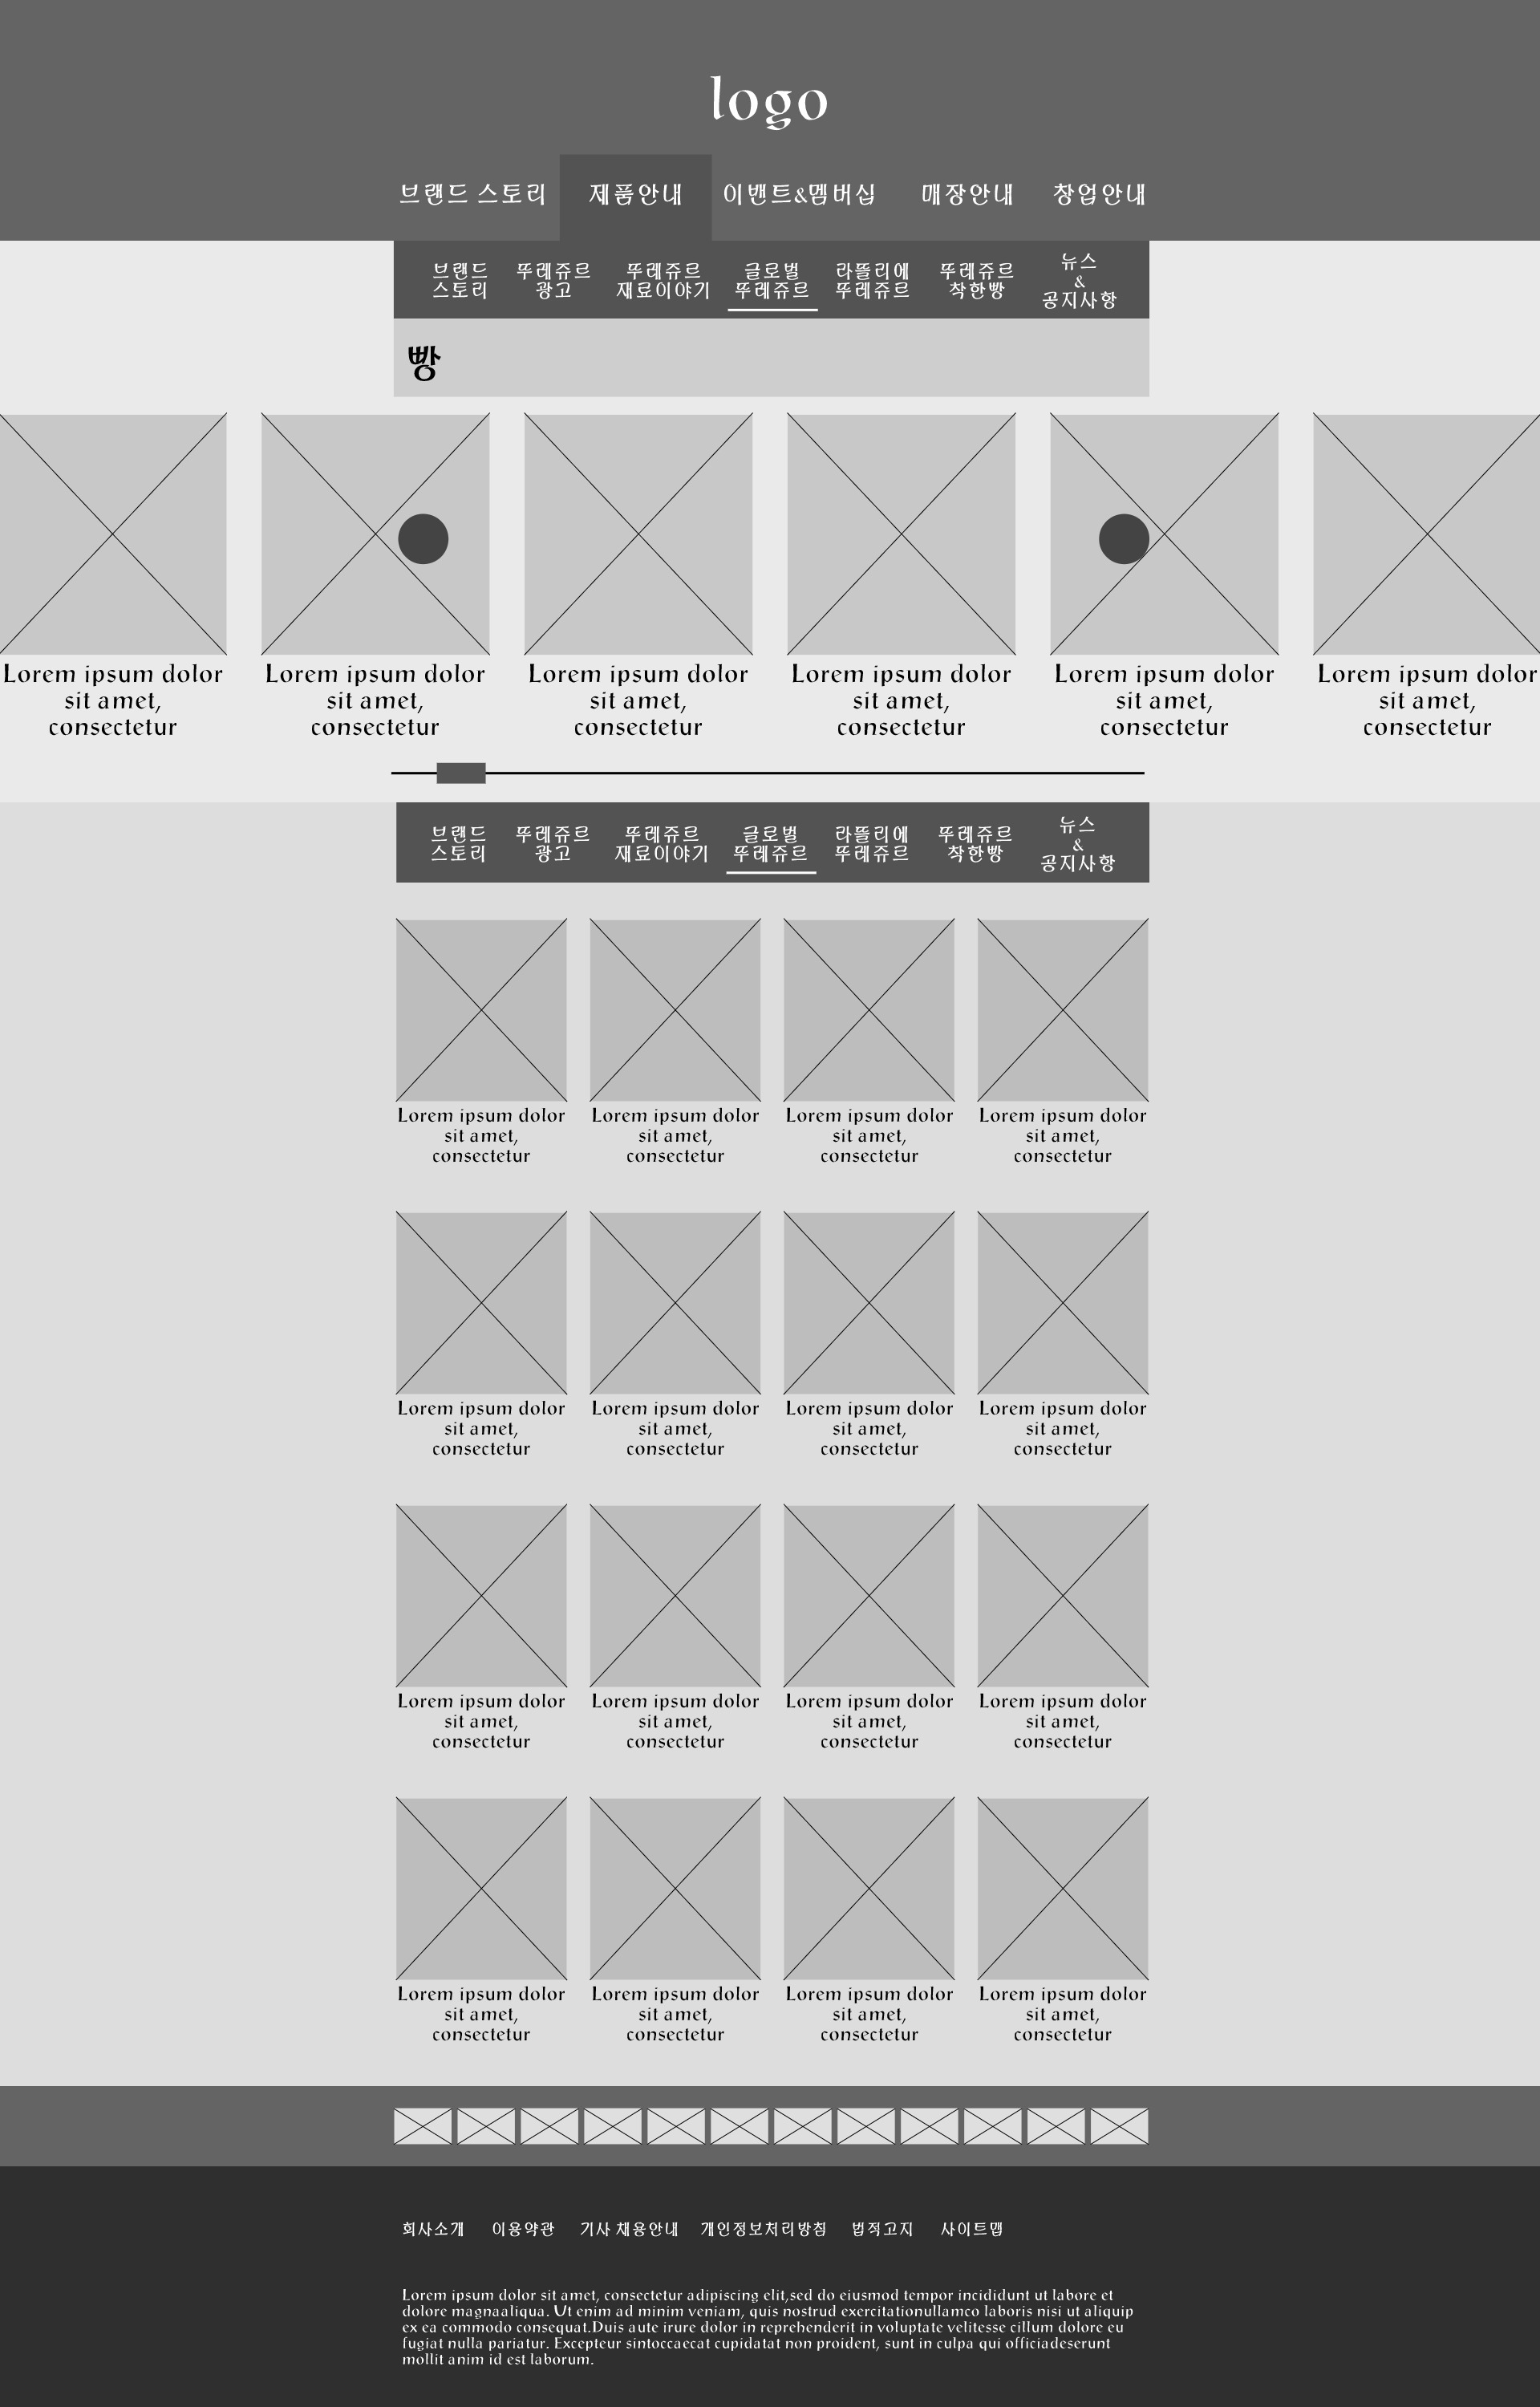 logo
브랜드 스토리 제품안내 이벤트&멤버십 매장안내 창업안내
브랜드 스토리
뚜레쥬르 광고
뚜레쥬르 재료이야기
글로벌 뚜레쥬르
라뜰리에 뚜레쥬르
뚜레쥬르 착한빵
뉴스 & 공지사항
빵
Lorem ipsum dolor
sit amet,
consectetur
Lorem ipsum dolor
sit amet,
consectetur
Lorem ipsum dolor
sit amet,
consectetur
Lorem ipsum dolor
sit amet,
consectetur
Lorem ipsum dolor
sit amet,
consectetur
Lorem ipsum dolor
sit amet,
consectetur
브랜드 스토리
뚜레쥬르 광고
뚜레쥬르 재료이야기
글로벌 뚜레쥬르
라뜰리에 뚜레쥬르
뚜레쥬르 착한빵
뉴스 & 공지사항
Lorem ipsum dolor
sit amet,
consectetur
Lorem ipsum dolor
sit amet,
consectetur
Lorem ipsum dolor
sit amet,
consectetur
Lorem ipsum dolor
sit amet,
consectetur
Lorem ipsum dolor
sit amet,
consectetur
Lorem ipsum dolor
sit amet,
consectetur
Lorem ipsum dolor
sit amet,
consectetur
Lorem ipsum dolor
sit amet,
consectetur
Lorem ipsum dolor
sit amet,
consectetur
Lorem ipsum dolor
sit amet,
consectetur
Lorem ipsum dolor
sit amet,
consectetur
Lorem ipsum dolor
sit amet,
consectetur
Lorem ipsum dolor
sit amet,
consectetur
Lorem ipsum dolor
sit amet,
consectetur
Lorem ipsum dolor
sit amet,
consectetur
Lorem ipsum dolor
sit amet,
consectetur
회사소개 이용약관 기사 채용안내 개인정보처리방침 법적고지 사이트맵
Lorem ipsum dolor sit amet, consectetur adipiscing elit,sed do eiusmod tempor incididunt ut labore et
dolore magnaaliqua. Ut enim ad minim veniam, quis nostrud exercitationullamco laboris nisi ut aliquip
ex ea commodo consequat.Duis aute irure dolor in reprehenderit in voluptate velitesse cillum dolore eu
fugiat nulla pariatur. Excepteur sintoccaecat cupidatat non proident, sunt in culpa qui officiadeserunt
mollit anim id est laborum.